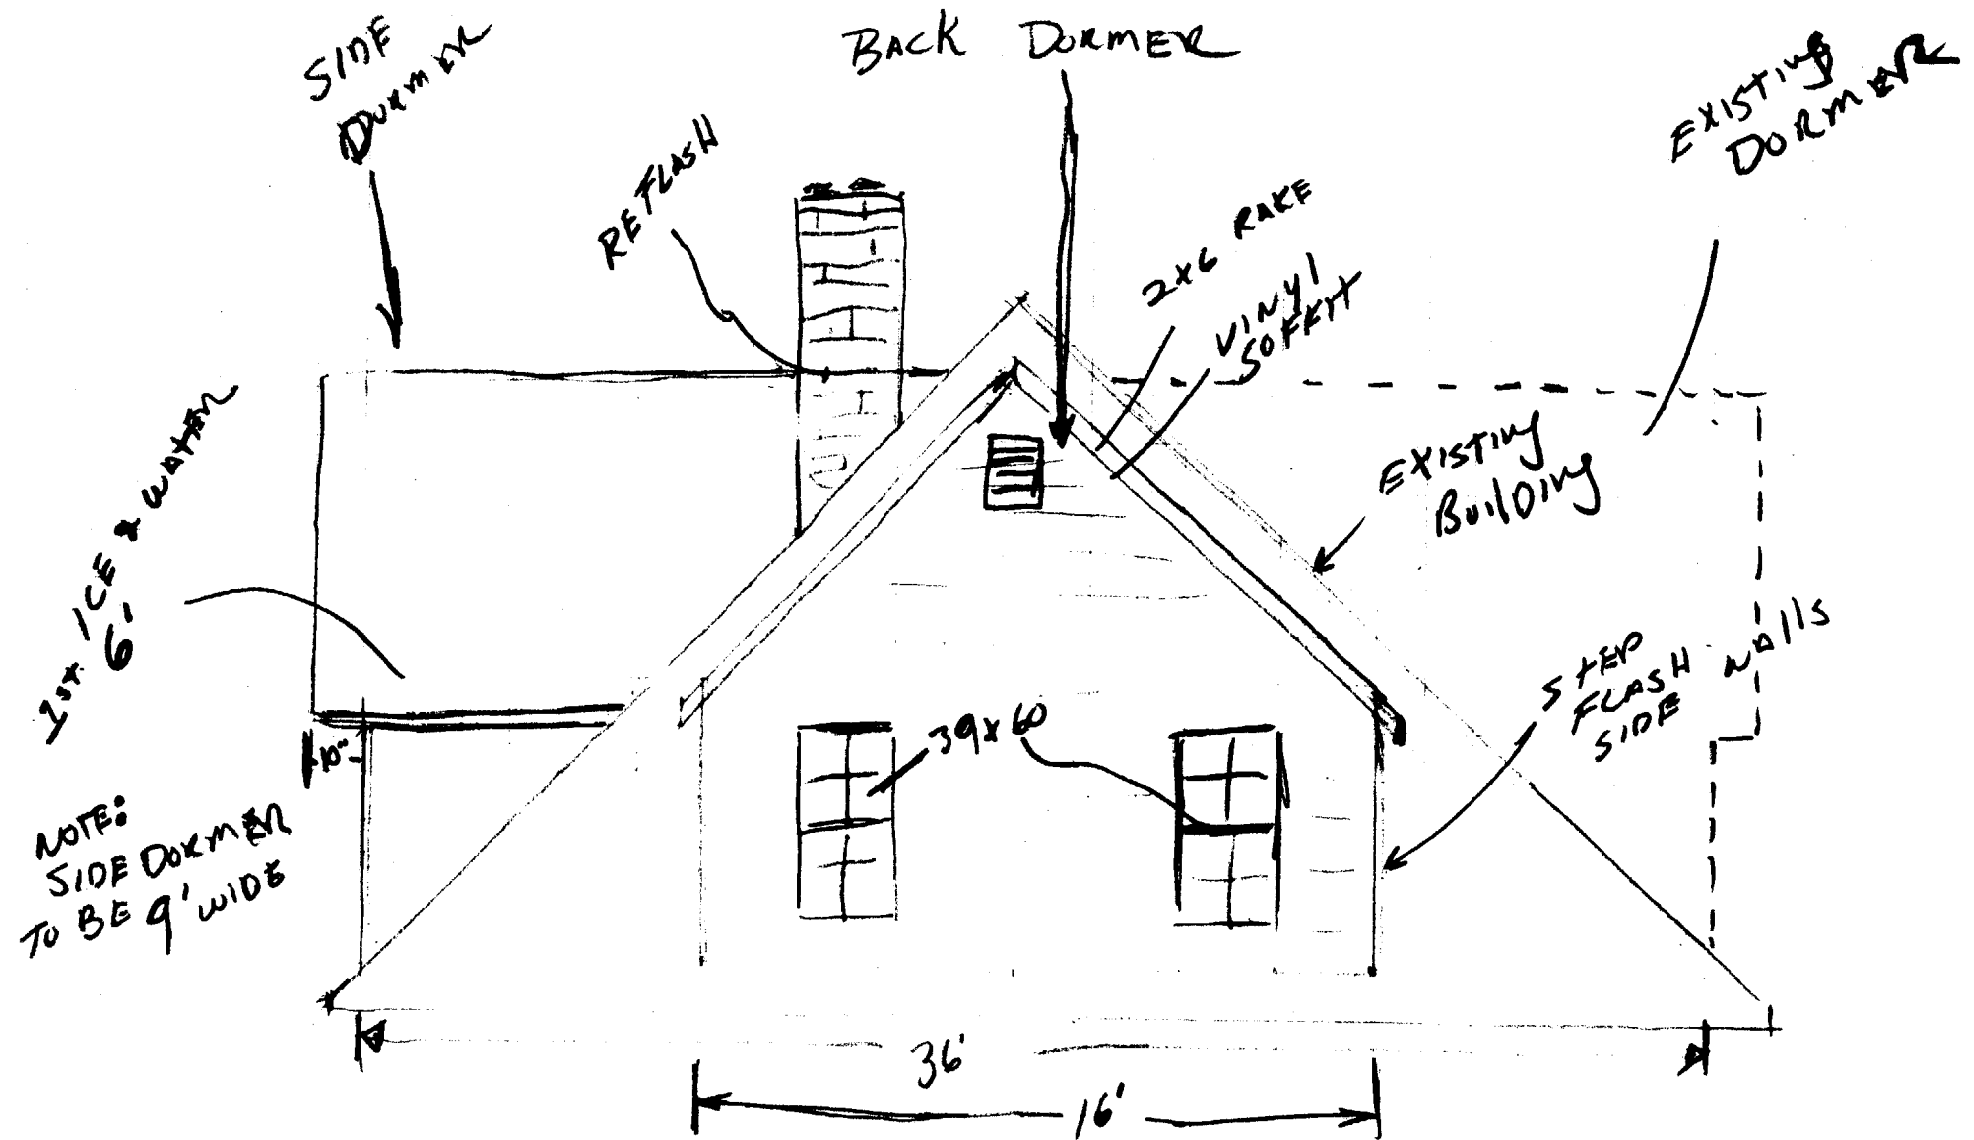 SIDE
DORMER
BACK DORMER
EXISTING
DORMER
REFLASH
2x6 RAKE
VINYL
SOFFIT
EXISTING
BUILDING
1st ICE & WATER
6'
STEP
FLASH
SIDE WALLS
39x60
10"
NOTE:
SIDE DORMER
TO BE 9' WIDE
36'
16'